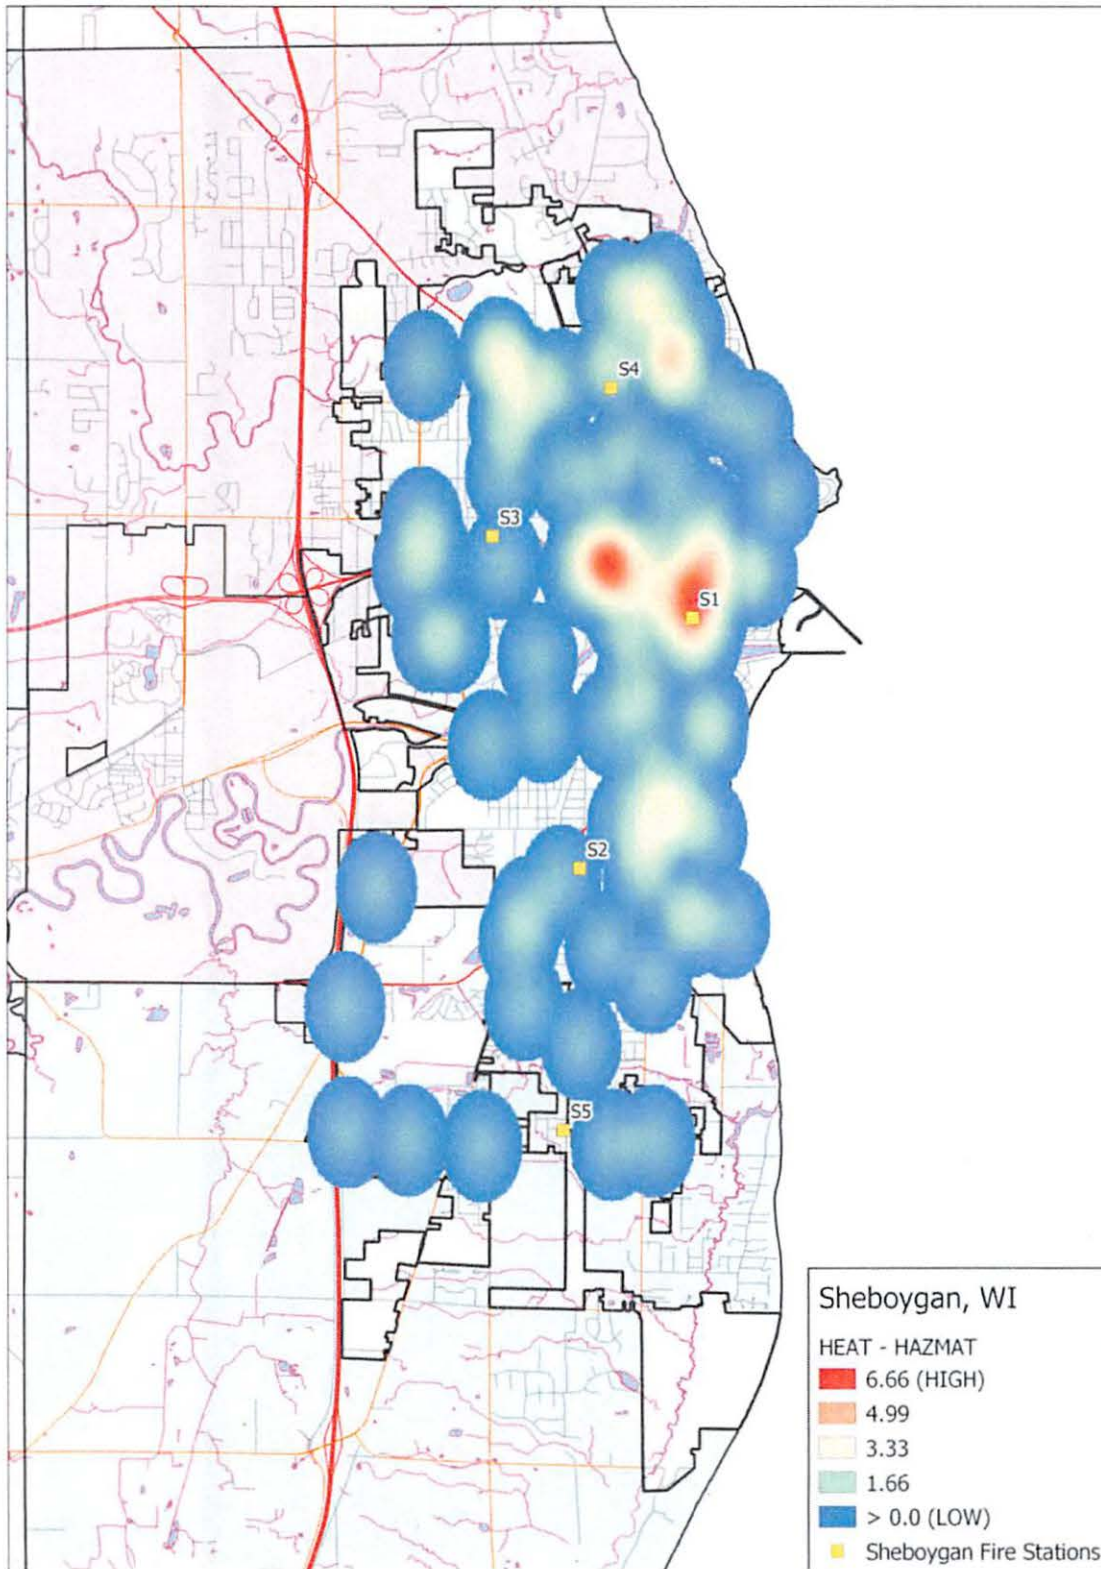 S4
S3
S1
S2
S5
Sheboygan, WI
HEAT - HAZMAT
6.66 (HIGH)
4.99
3.33
1.66
> 0.0 (LOW)
Sheboygan Fire Stations